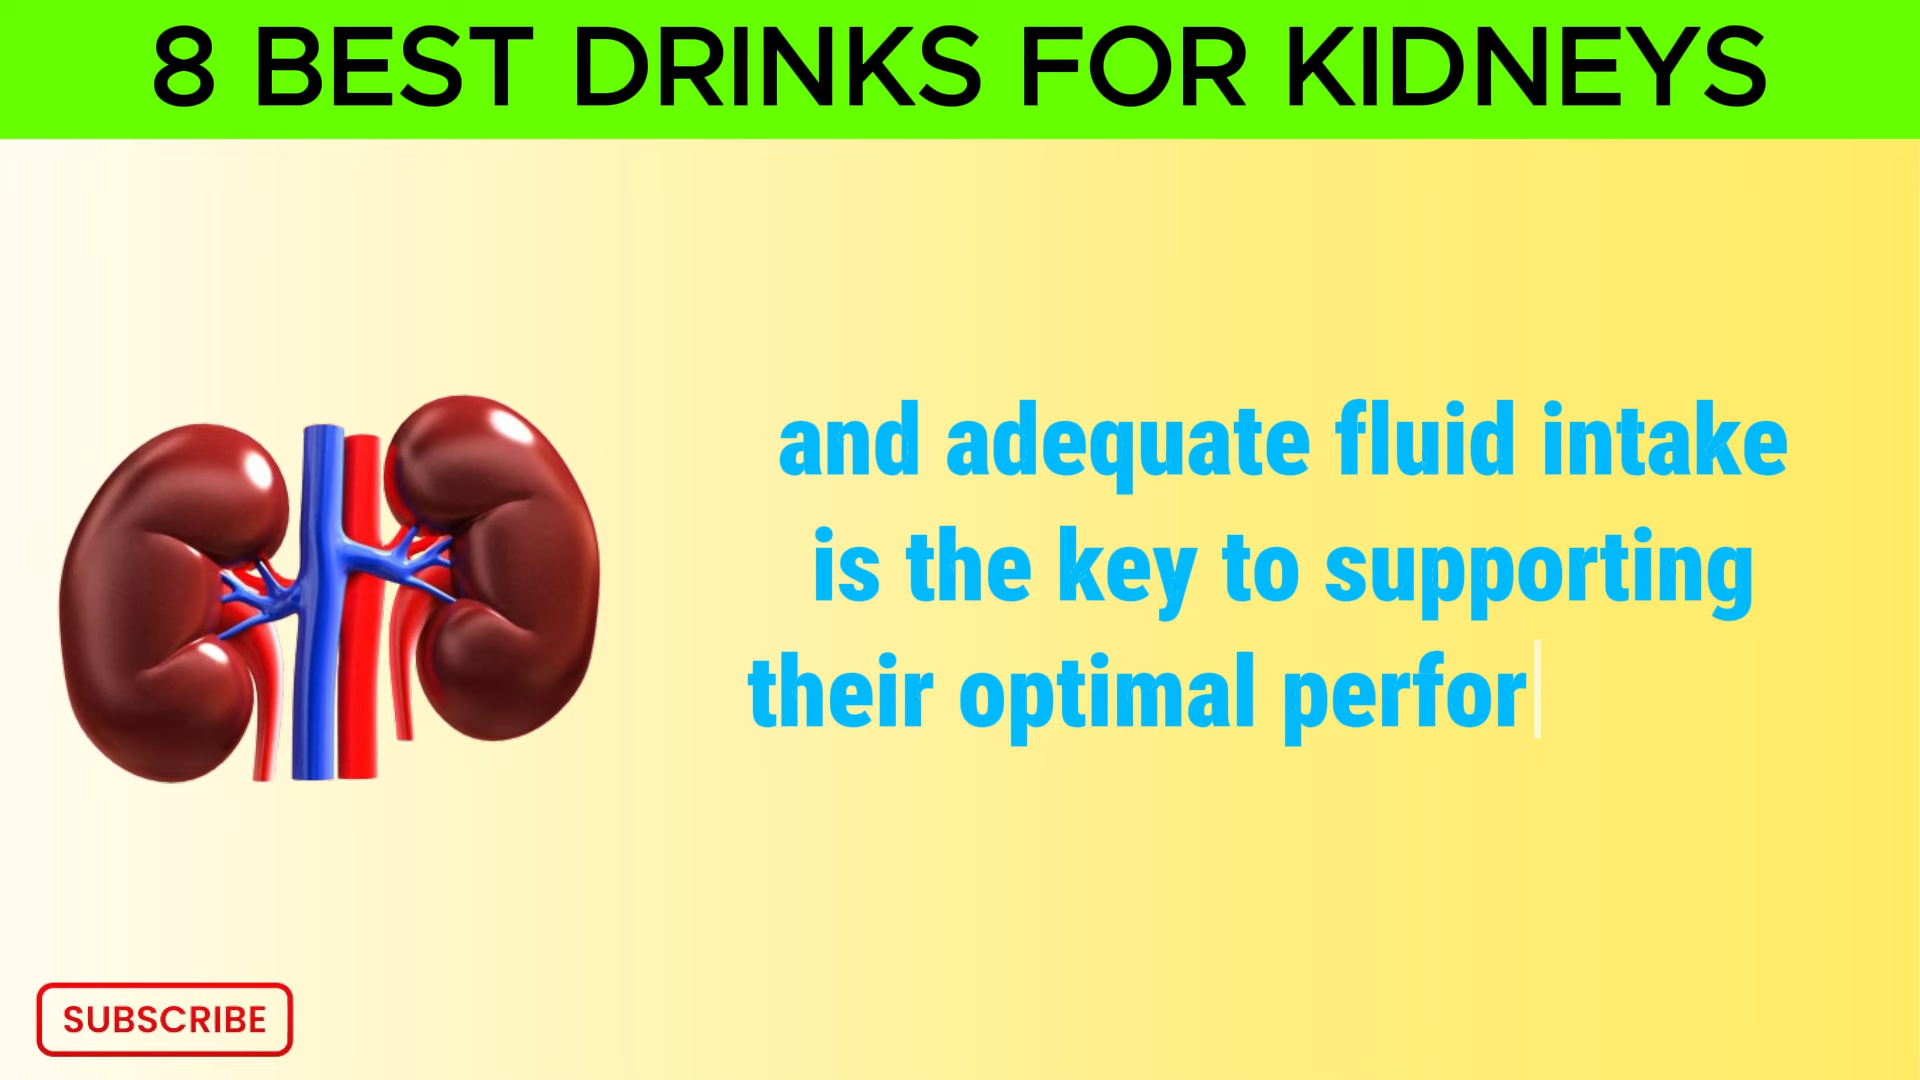 8 BEST DRINKS FOR KIDNEYS
and adequate fluid intake
is the key to supporting
their optimal perfor
SUBSCRIBE